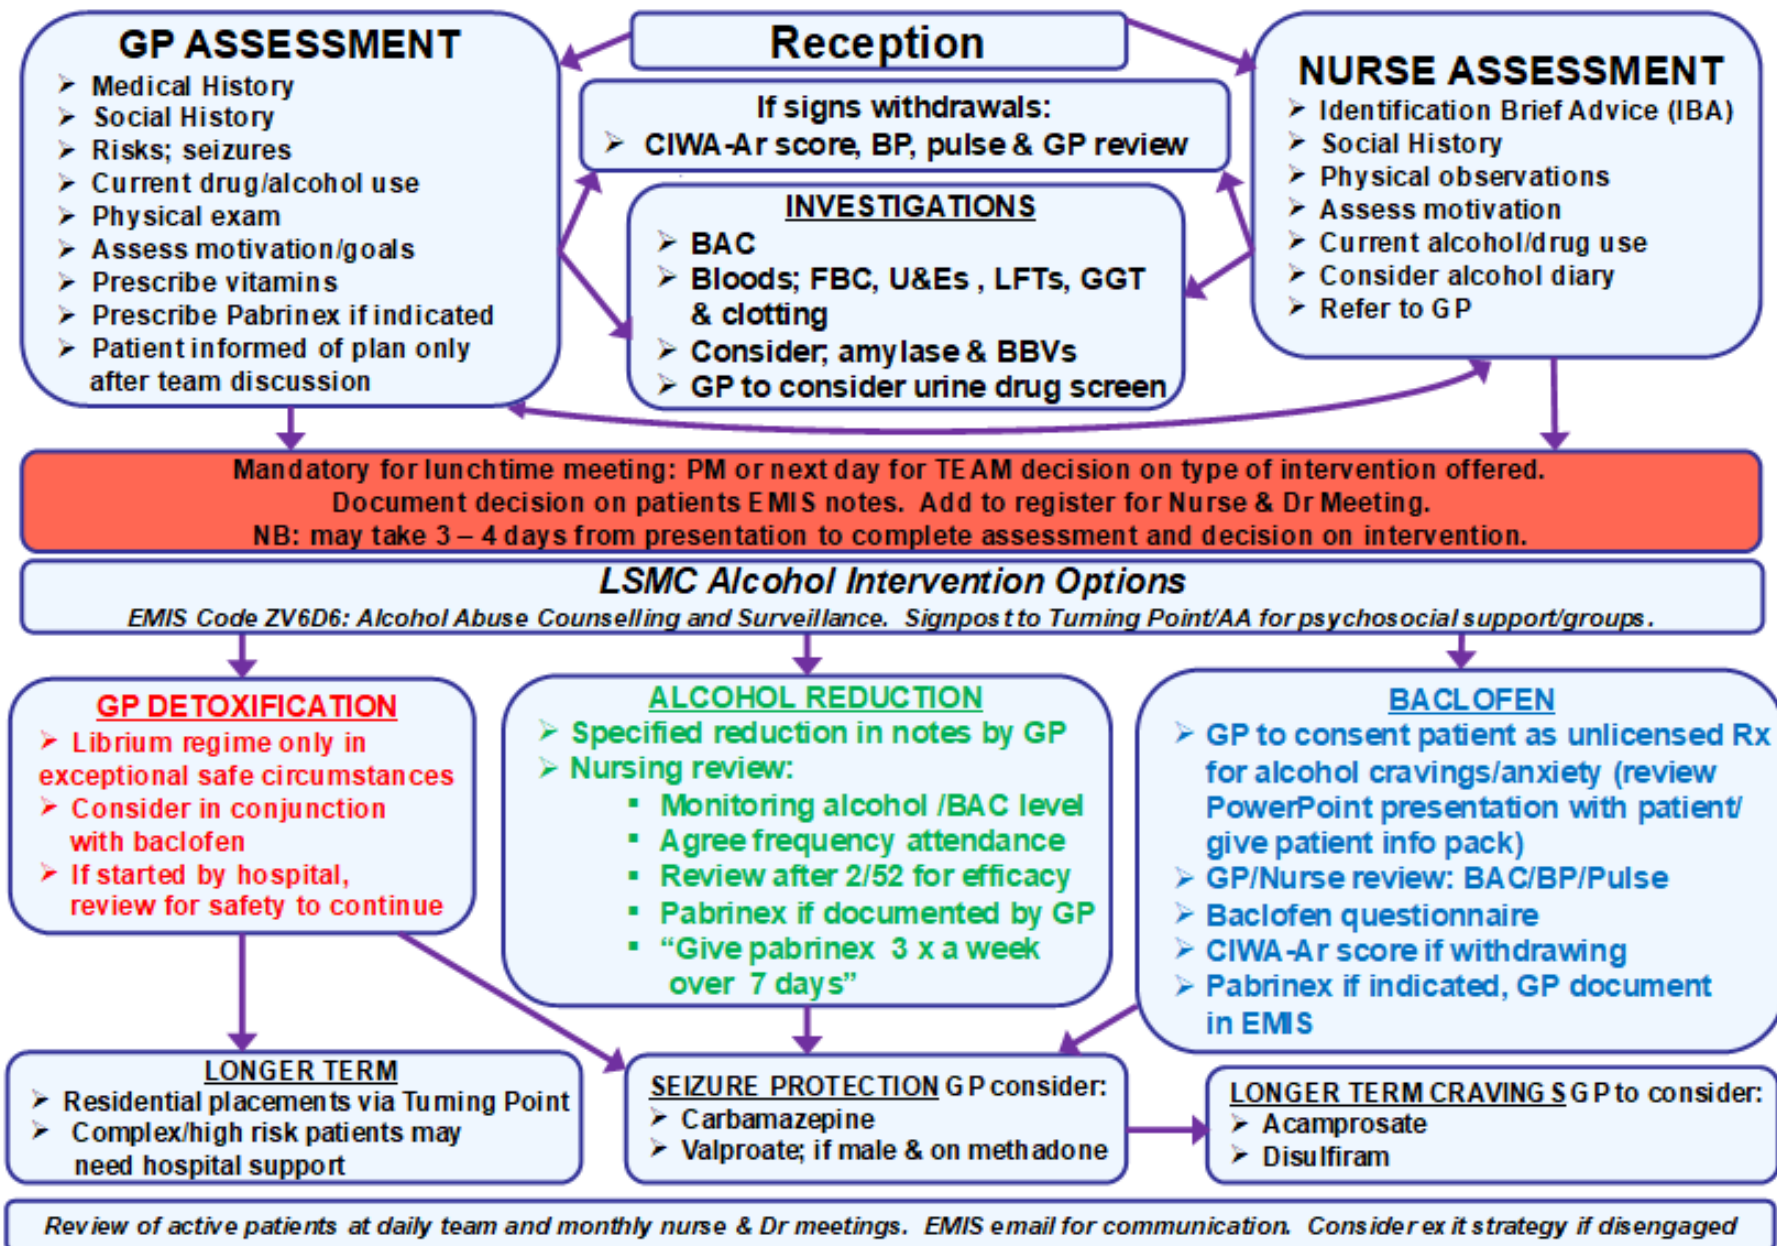 Reception
GP ASSESSMENT
➢ Medical History
➢ Social History
➢ Risks; seizures
➢ Current drug/alcohol use
➢ Physical exam
➢ Assess motivation/goals
➢ Prescribe vitamins
➢ Prescribe Pabrinex if indicated
➢ Patient informed of plan only
after team discussion
If signs withdrawals:
➢ CIWA-Ar score, BP, pulse & GP review
INVESTIGATIONS
➢ BAC
➢ Bloods; FBC, U&Es , LFTs, GGT
& clotting
➢ Consider; amylase & BBVs
➢ GP to consider urine drug screen
NURSE ASSESSMENT
➢ Identification Brief Advice (IBA)
➢ Social History
➢ Physical observations
➢ Assess motivation
➢ Current alcohol/drug use
➢ Consider alcohol diary
➢ Refer to GP
Mandatory for lunchtime meeting: PM or next day for TEAM decision on type of intervention offered.
Document decision on patients EMIS notes. Add to register for Nurse & Dr Meeting.
NB: may take 3 – 4 days from presentation to complete assessment and decision on intervention.
LSMC Alcohol Intervention Options
EMIS Code ZV6D6: Alcohol Abuse Counselling and Surveillance. Signpost to Turning Point/AA for psychosocial support/groups.
GP DETOXIFICATION
➢ Librium regime only in
exceptional safe circumstances
➢ Consider in conjunction
with baclofen
➢ If started by hospital,
review for safety to continue
ALCOHOL REDUCTION
➢ Specified reduction in notes by GP
➢ Nursing review:
▪ Monitoring alcohol /BAC level
▪ Agree frequency attendance
▪ Review after 2/52 for efficacy
▪ Pabrinex if documented by GP
▪ “Give pabrinex 3 x a week
over 7 days”
BACLOFEN
➢ GP to consent patient as unlicensed Rx
for alcohol cravings/anxiety (review
PowerPoint presentation with patient/
give patient info pack)
➢ GP/Nurse review: BAC/BP/Pulse
➢ Baclofen questionnaire
➢ CIWA-Ar score if withdrawing
➢ Pabrinex if indicated, GP document
in EMIS
LONGER TERM
➢ Residential placements via Turning Point
➢ Complex/high risk patients may
need hospital support
SEIZURE PROTECTION GP consider:
➢ Carbamazepine
➢ Valproate; if male & on methadone
LONGER TERM CRAVINGS GP to consider:
➢ Acamprosate
➢ Disulfiram
Review of active patients at daily team and monthly nurse & Dr meetings. EMIS email for communication. Consider exit strategy if disengaged